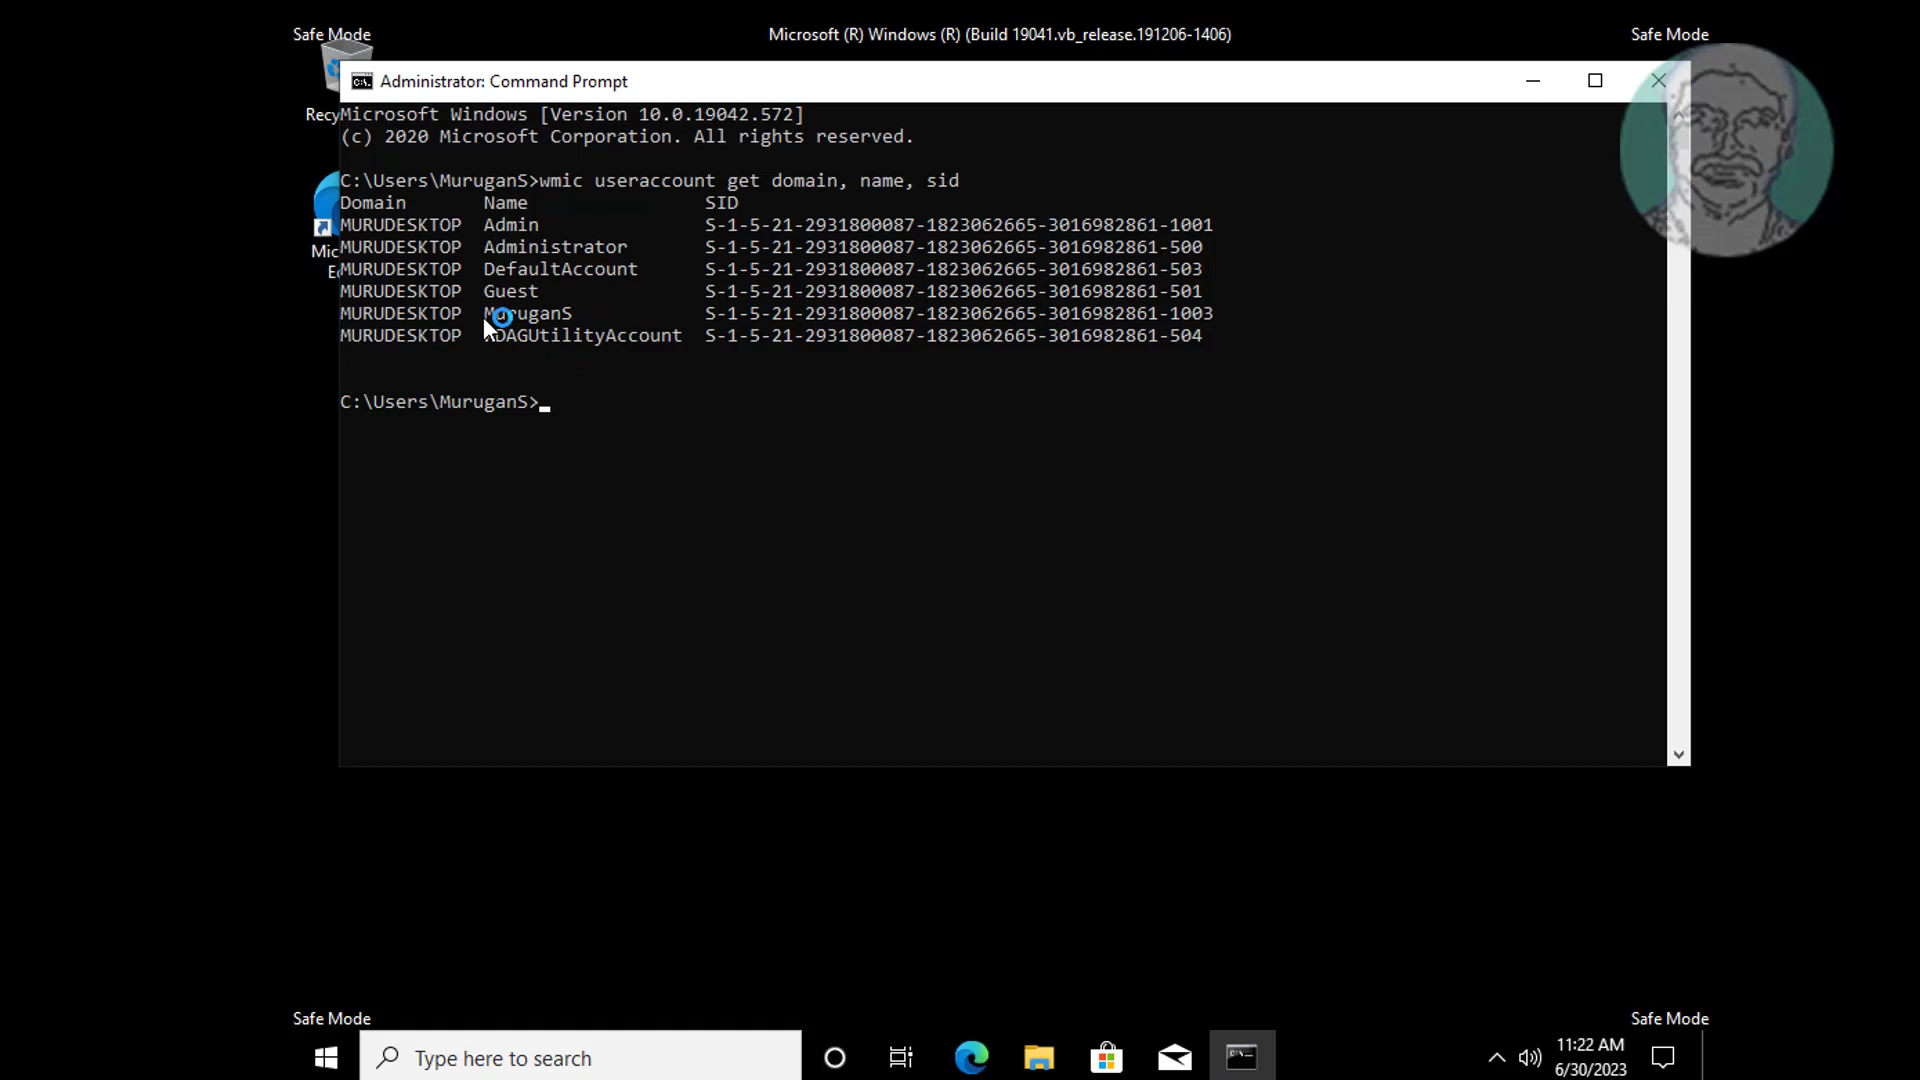 Safe Mode
Microsoft (R) Windows (R) (Build 19041.vb_release.191206-1406)
Safe Mode
Administrator: Command Prompt
Recy
Microsoft Windows [Version 10.0.19042.572]
(c) 2020 Microsoft Corporation. All rights reserved.
C:\Users\MuruganS>wmic useraccount get domain, name, sid
Domain Name SID
MURUDESKTOP Admin S-1-5-21-2931800087-1823062665-3016982861-1001
MURUDESKTOP Administrator S-1-5-21-2931800087-1823062665-3016982861-500
Mic
MURUDESKTOP DefaultAccount S-1-5-21-2931800087-1823062665-3016982861-503
MURUDESKTOP Guest S-1-5-21-2931800087-1823062665-3016982861-501
MURUDESKTOP MuruganS S-1-5-21-2931800087-1823062665-3016982861-1003
MURUDESKTOP DAGUtilityAccount S-1-5-21-2931800087-1823062665-3016982861-504
C:\Users\MuruganS>
Safe Mode
Safe Mode
Type here to search
11:22 AM
6/30/2023